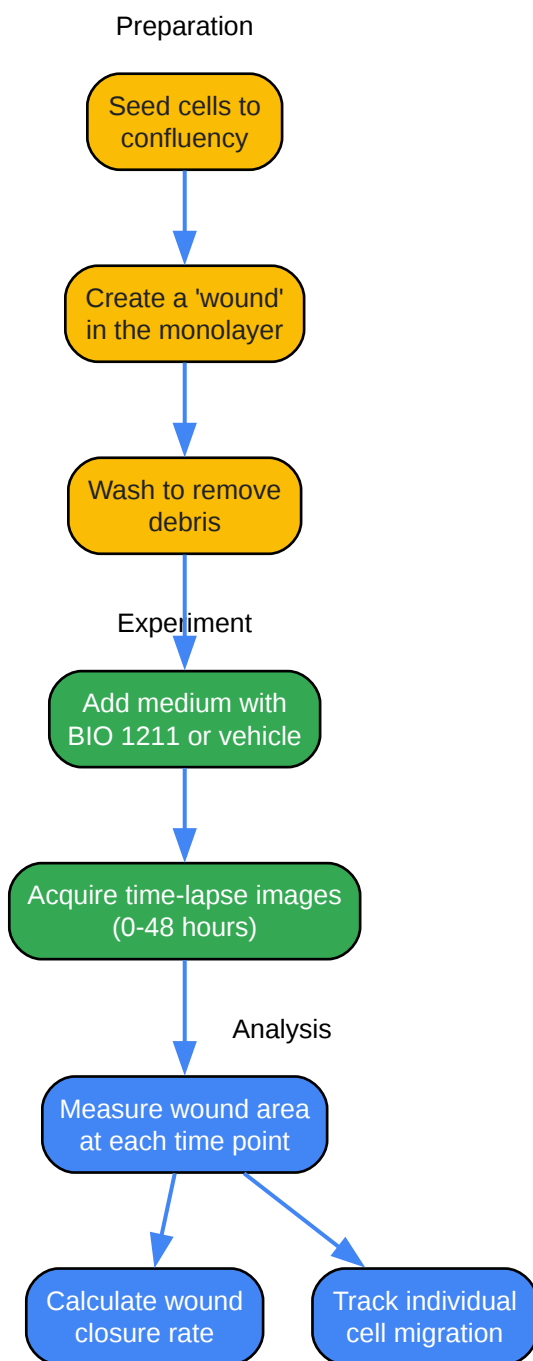 Preparation
Seed cells to
confluency
Create a 'wound'
in the monolayer
Wash to remove
debris
Experiment
Add medium with
BIO 1211 or vehicle
Acquire time-lapse images
(0-48 hours)
Analysis
Measure wound area
at each time point
Calculate wound
closure rate
Track individual
cell migration